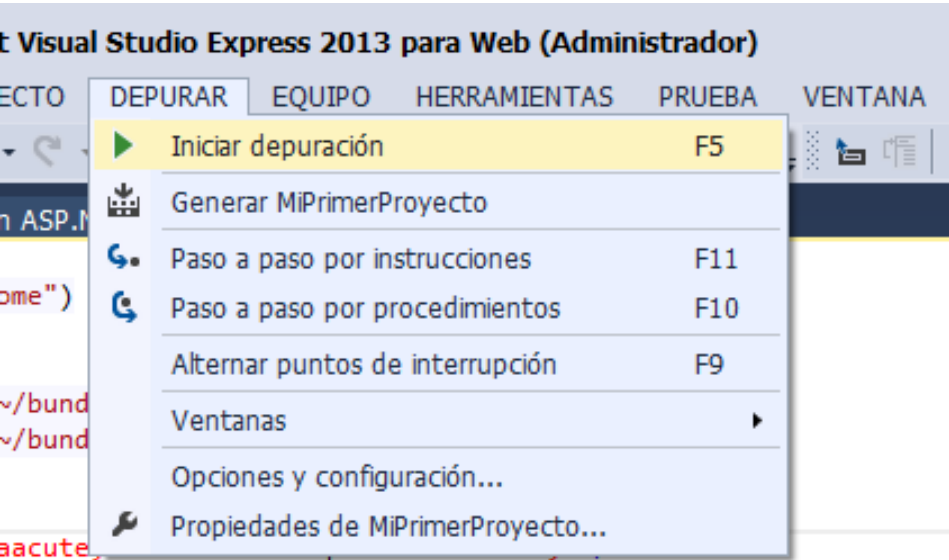 t Visual Studio Express 2013 para Web (Administrador)
ECTO DEPURAR EQUIPO HERRAMIENTAS PRUEBA VENTANA
Iniciar depuración F5
Generar MiPrimerProyecto
n ASP.N
Paso a paso por instrucciones F11
ome")
Paso a paso por procedimientos F10
Alternar puntos de interrupción F9
~/bund
Ventanas
~/bund
Opciones y configuración...
Propiedades de MiPrimerProyecto...
aacute